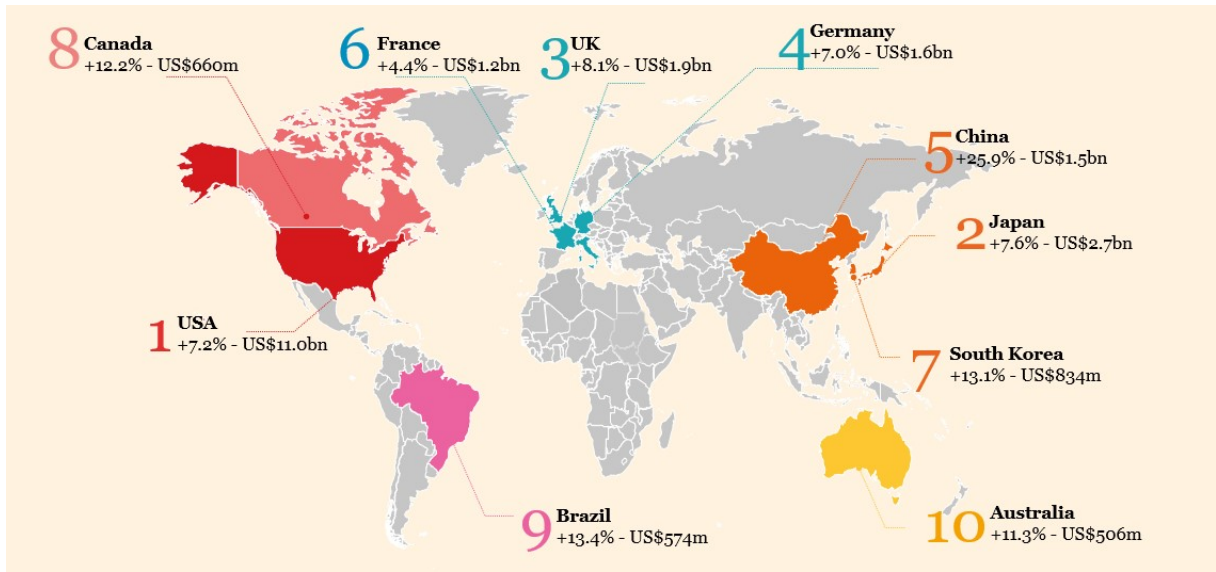 8 Canada
+12.2% - US$660m
6 France
+4.4% - US$1.2bn
3 UK
+8.1% - US$1.9bn
4 Germany
+7.0% - US$1.6bn
5 China
+25.9% - US$1.5bn
2 Japan
+7.6% - US$2.7bn
1 USA
+7.2% - US$11.0bn
7 South Korea
+13.1% - US$834m
9 Brazil
+13.4% - US$574m
10 Australia
+11.3% - US$506m